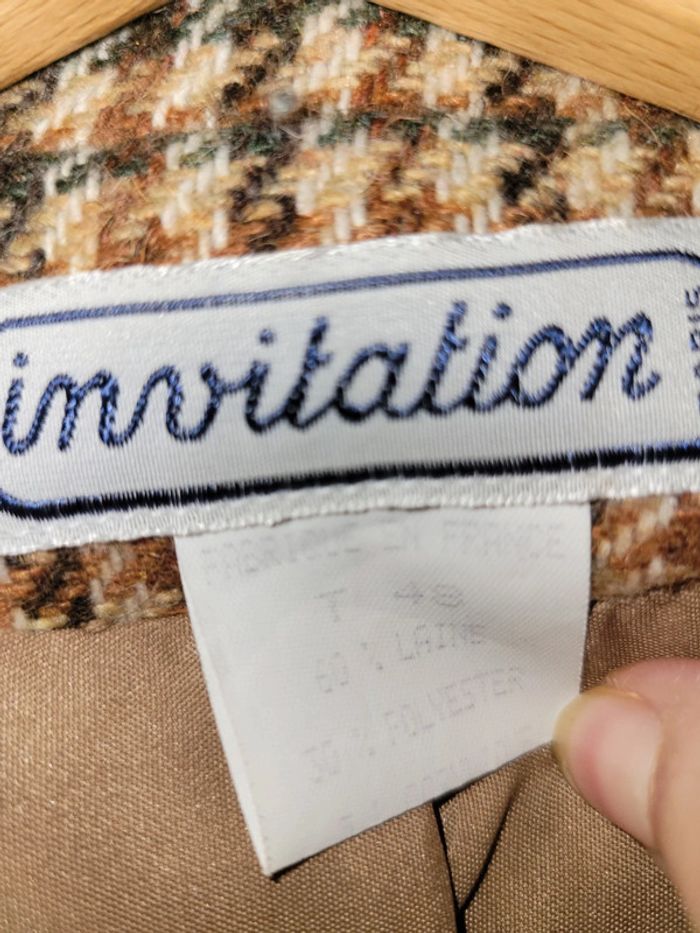 invitation
FABRIQUE EN FRANCE
T 48
60 % LAINE
30 % POLYESTER